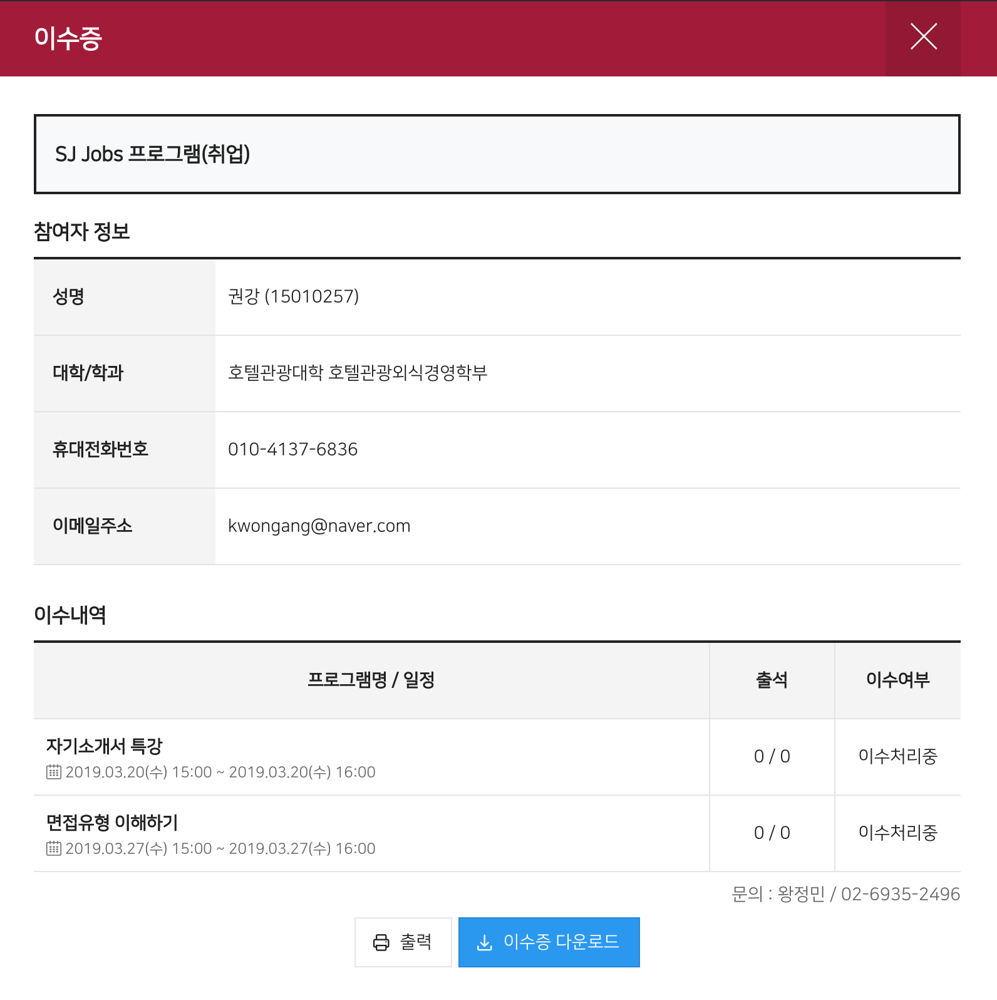 이수증
SJ Jobs 프로그램(취업)
참여자 정보
성명
권강 (15010257)
대학/학과
호텔관광대학 호텔관광외식경영학부
휴대전화번호
010-4137-6836
이메일주소
kwongang@naver.com
이수내역
프로그램명 / 일정
출석
이수여부
자기소개서 특강
2019.03.20(수) 15:00 ~ 2019.03.20(수) 16:00
0 / 0
이수처리중
면접유형 이해하기
2019.03.27(수) 15:00 ~ 2019.03.27(수) 16:00
0 / 0
이수처리중
문의 : 왕정민 / 02-6935-2496
출력
이수증 다운로드